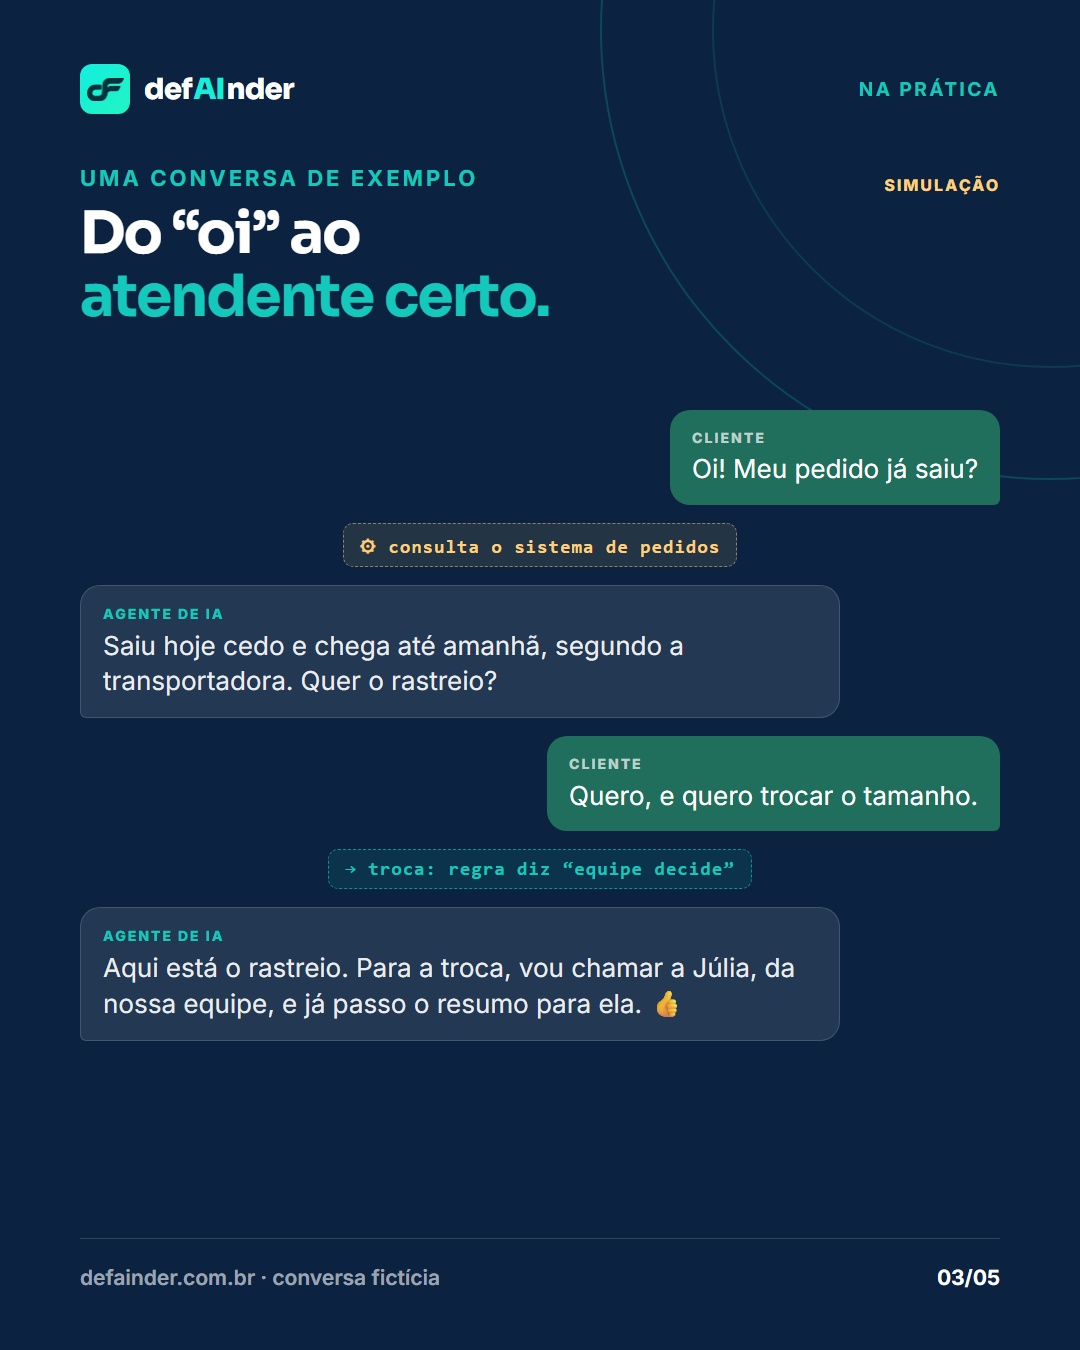 defAInder
NA PRÁTICA
UMA CONVERSA DE EXEMPLO
SIMULAÇÃO
Do “oi” ao
atendente certo.
CLIENTE
Oi! Meu pedido já saiu?
⚙ consulta o sistema de pedidos
AGENTE DE IA
Saiu hoje cedo e chega até amanhã, segundo a
transportadora. Quer o rastreio?
CLIENTE
Quero, e quero trocar o tamanho.
→ troca: regra diz “equipe decide”
AGENTE DE IA
Aqui está o rastreio. Para a troca, vou chamar a Júlia, da
nossa equipe, e já passo o resumo para ela. 👍
defainder.com.br · conversa fictícia
03/05